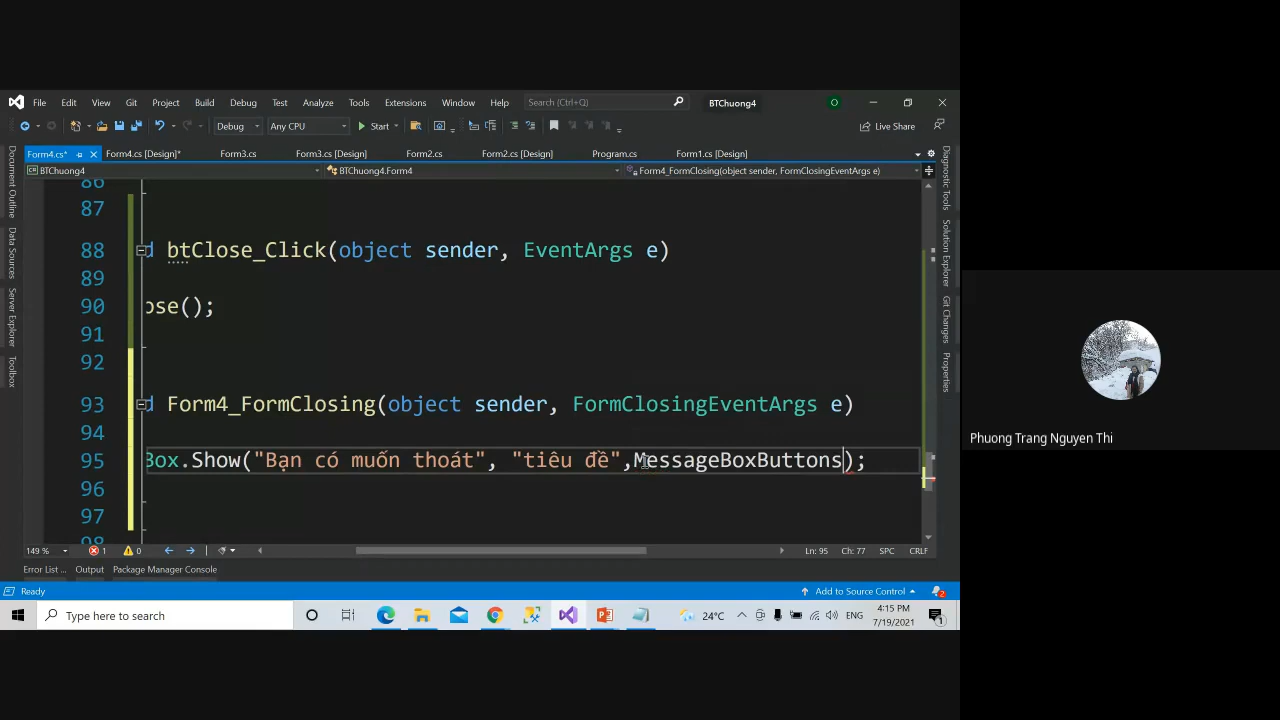 File Edit View Git Project Build Debug Test Analyze Tools Extensions Window Help Search (Ctrl+Q) BTChuong4
Debug Any CPU Start Live Share
Form4.cs* Form4.cs [Design]* Form3.cs Form3.cs [Design] Form2.cs Form2.cs [Design] Program.cs Form1.cs [Design]
BTChuong4 BTChuong4.Form4 Form4_FormClosing(object sender, FormClosingEventArgs e)
Document Outline
Data Sources
Server Explorer
Toolbox
86
87
88 d btClose_Click(object sender, EventArgs e)
89
90 ose();
91
92
93 d Form4_FormClosing(object sender, FormClosingEventArgs e)
94
95 Box.Show("Bạn có muốn thoát", "tiêu đề",MessageBoxButtons);
96
97
98
Diagnostic Tools
Solution Explorer
Git Changes
Properties
149 % 1 0 Ln: 95 Ch: 77 SPC CRLF
Error List ... Output Package Manager Console
Ready Add to Source Control 2
Type here to search 24°C ENG 4:15 PM 7/19/2021 1
Phuong Trang Nguyen Thi